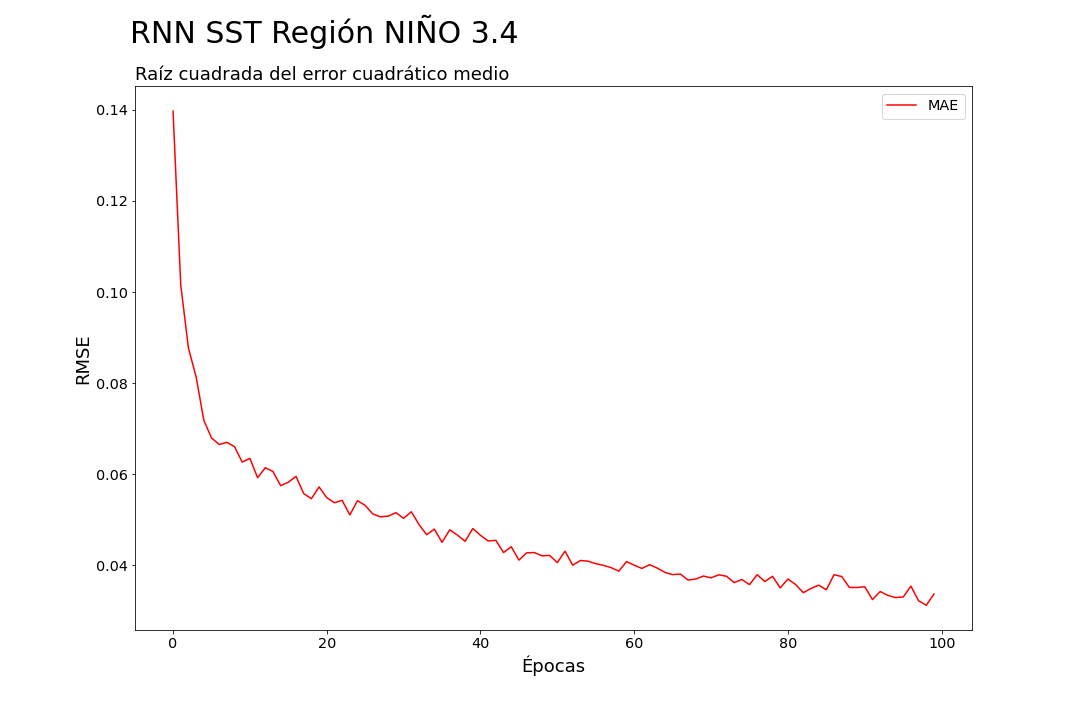 RNN SST Región NIÑO 3.4
Raíz cuadrada del error cuadrático medio
MAE
RMSE
0.14
0.12
0.10
0.08
0.06
0.04
0 20 40 60 80 100
Épocas